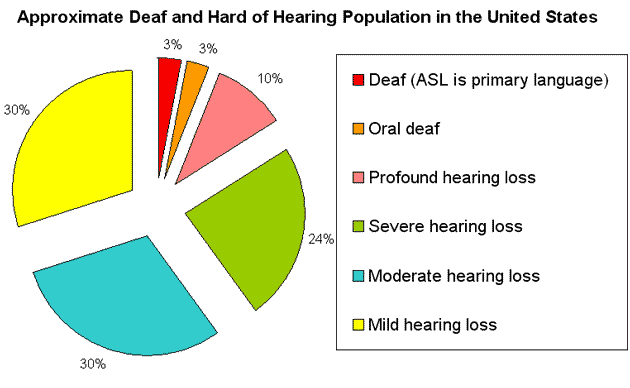 Approximate Deaf and Hard of Hearing Population in the United States
3%
3%
10%
24%
30%
30%
Deaf (ASL is primary language)
Oral deaf
Profound hearing loss
Severe hearing loss
Moderate hearing loss
Mild hearing loss